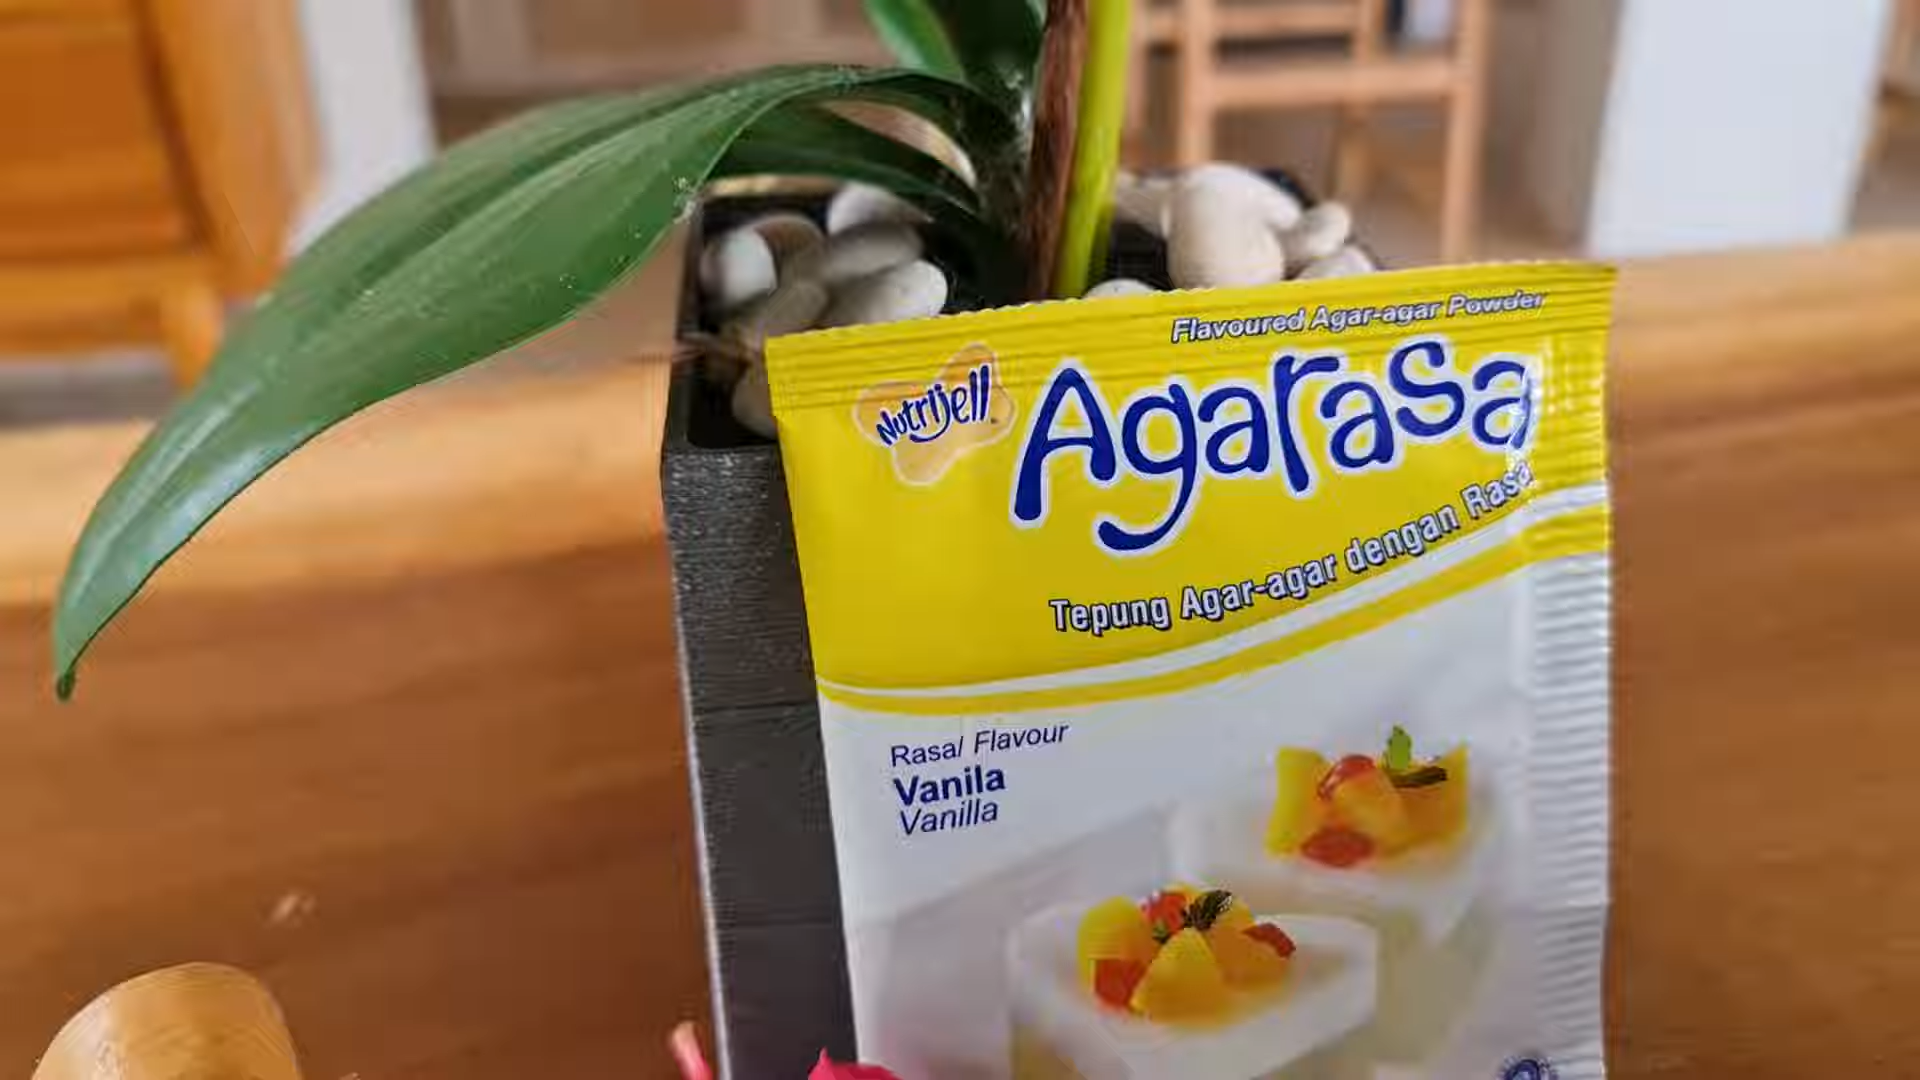 Flavoured Agar-agar Powder
Nutrijell
Agarasa
Tepung Agar-agar dengan Rasa
Rasa/ Flavour
Vanila
Vanilla